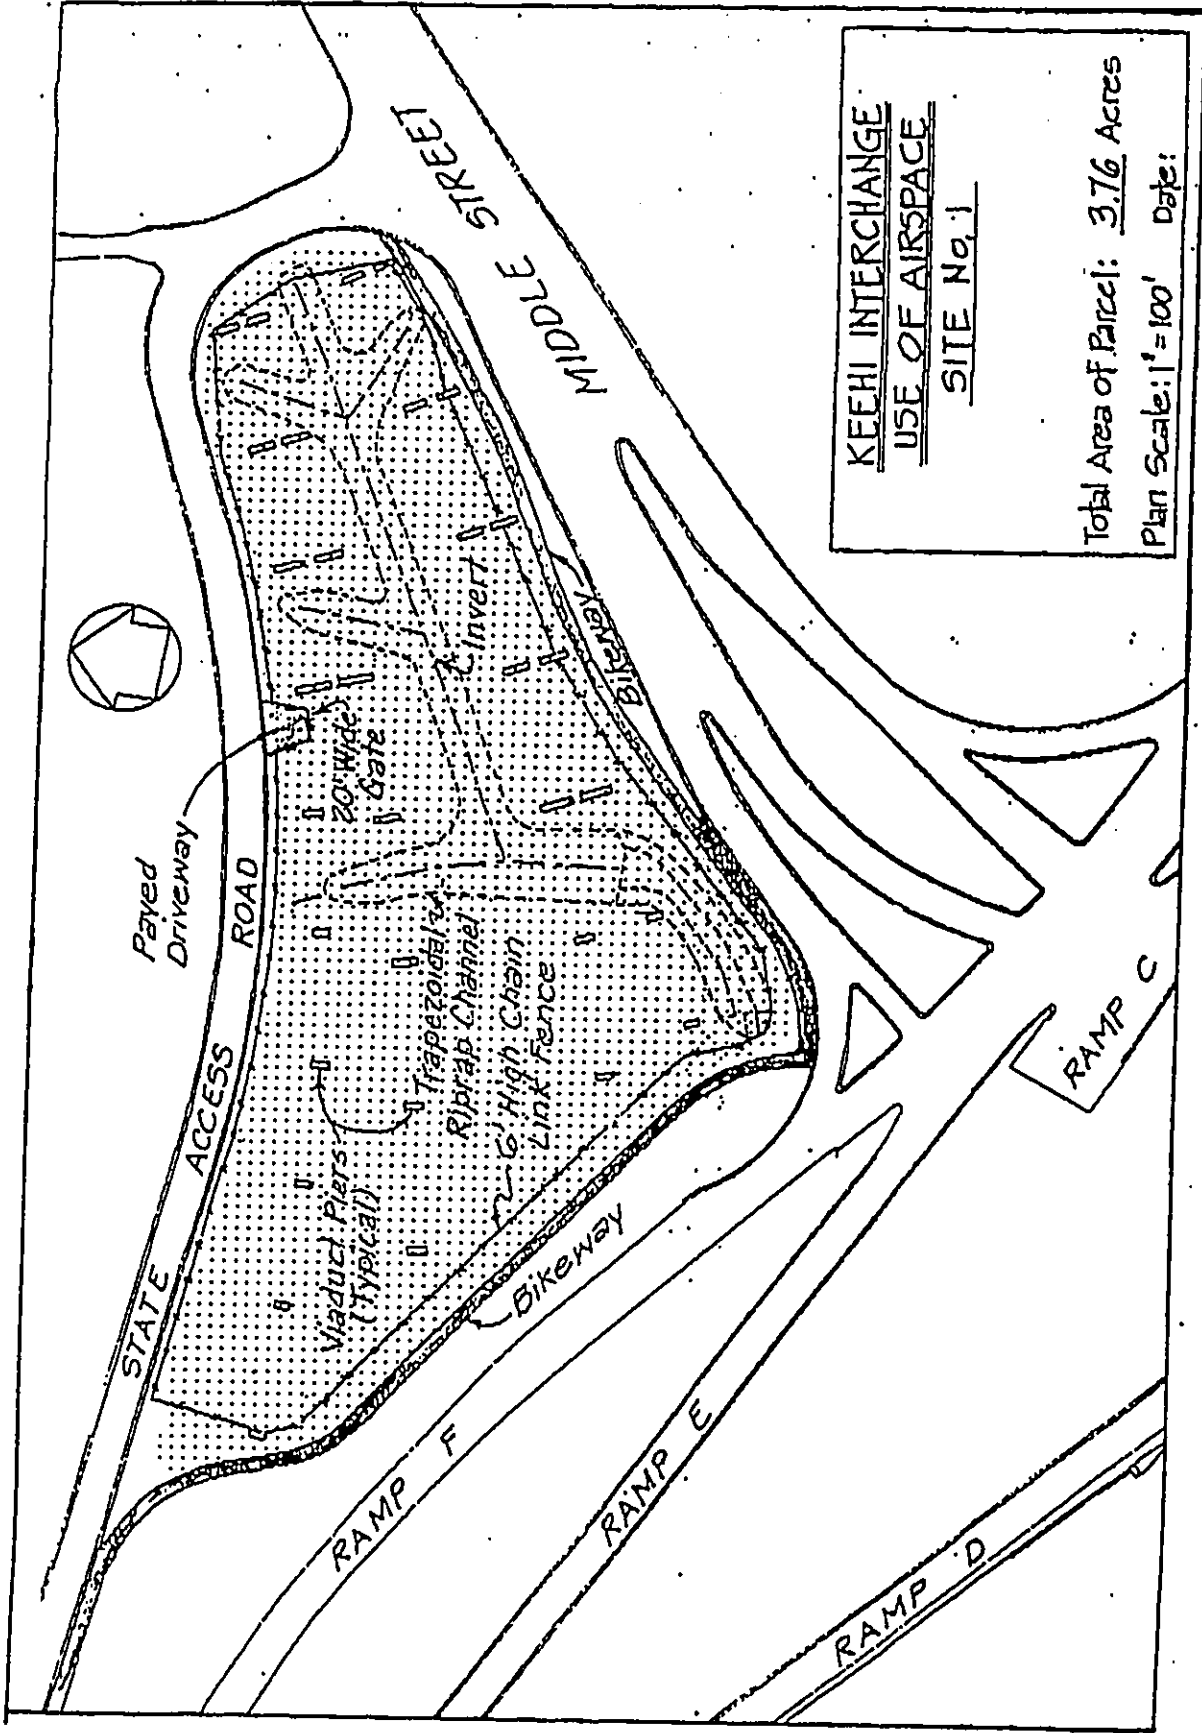 Paved
Driveway
STATE ACCESS ROAD
MIDDLE STREET
20' Wide
Gate
Invert
Bikeway
Trapezoidal
Riprap Channel
6' High Chain
Link Fence
Viaduct Piers
(Typical)
Bikeway
RAMP F
RAMP E
RAMP D
RAMP C
KEEHI INTERCHANGE
USE OF AIRSPACE
SITE No. 1
Total Area of Parcel: 3.76 Acres
Plan Scale: 1"=100' Date: